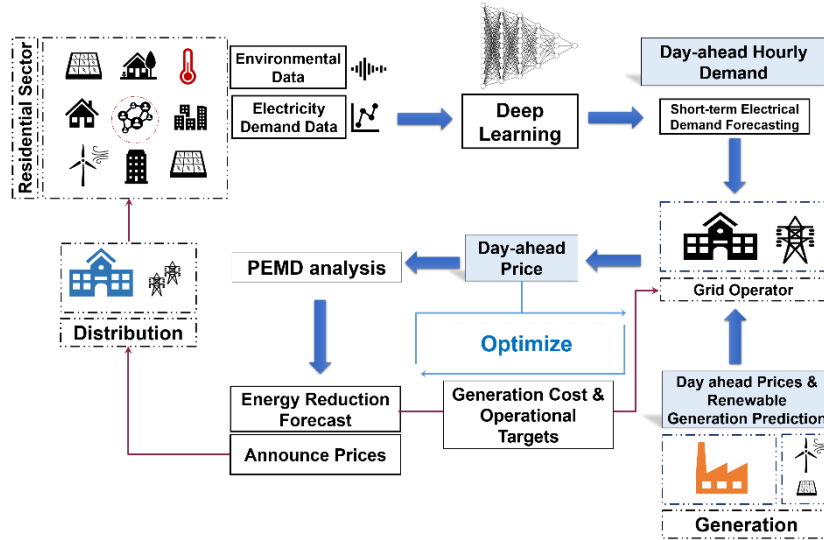 Residential Sector
Environmental
Data
Electricity
Demand Data
Deep
Learning
Day-ahead Hourly
Demand
Short-term Electrical
Demand Forecasting
Grid Operator
Day-ahead
Price
PEMD analysis
Optimize
Distribution
Energy Reduction
Forecast
Announce Prices
Generation Cost &
Operational
Targets
Day ahead Prices &
Renewable
Generation Prediction
Generation